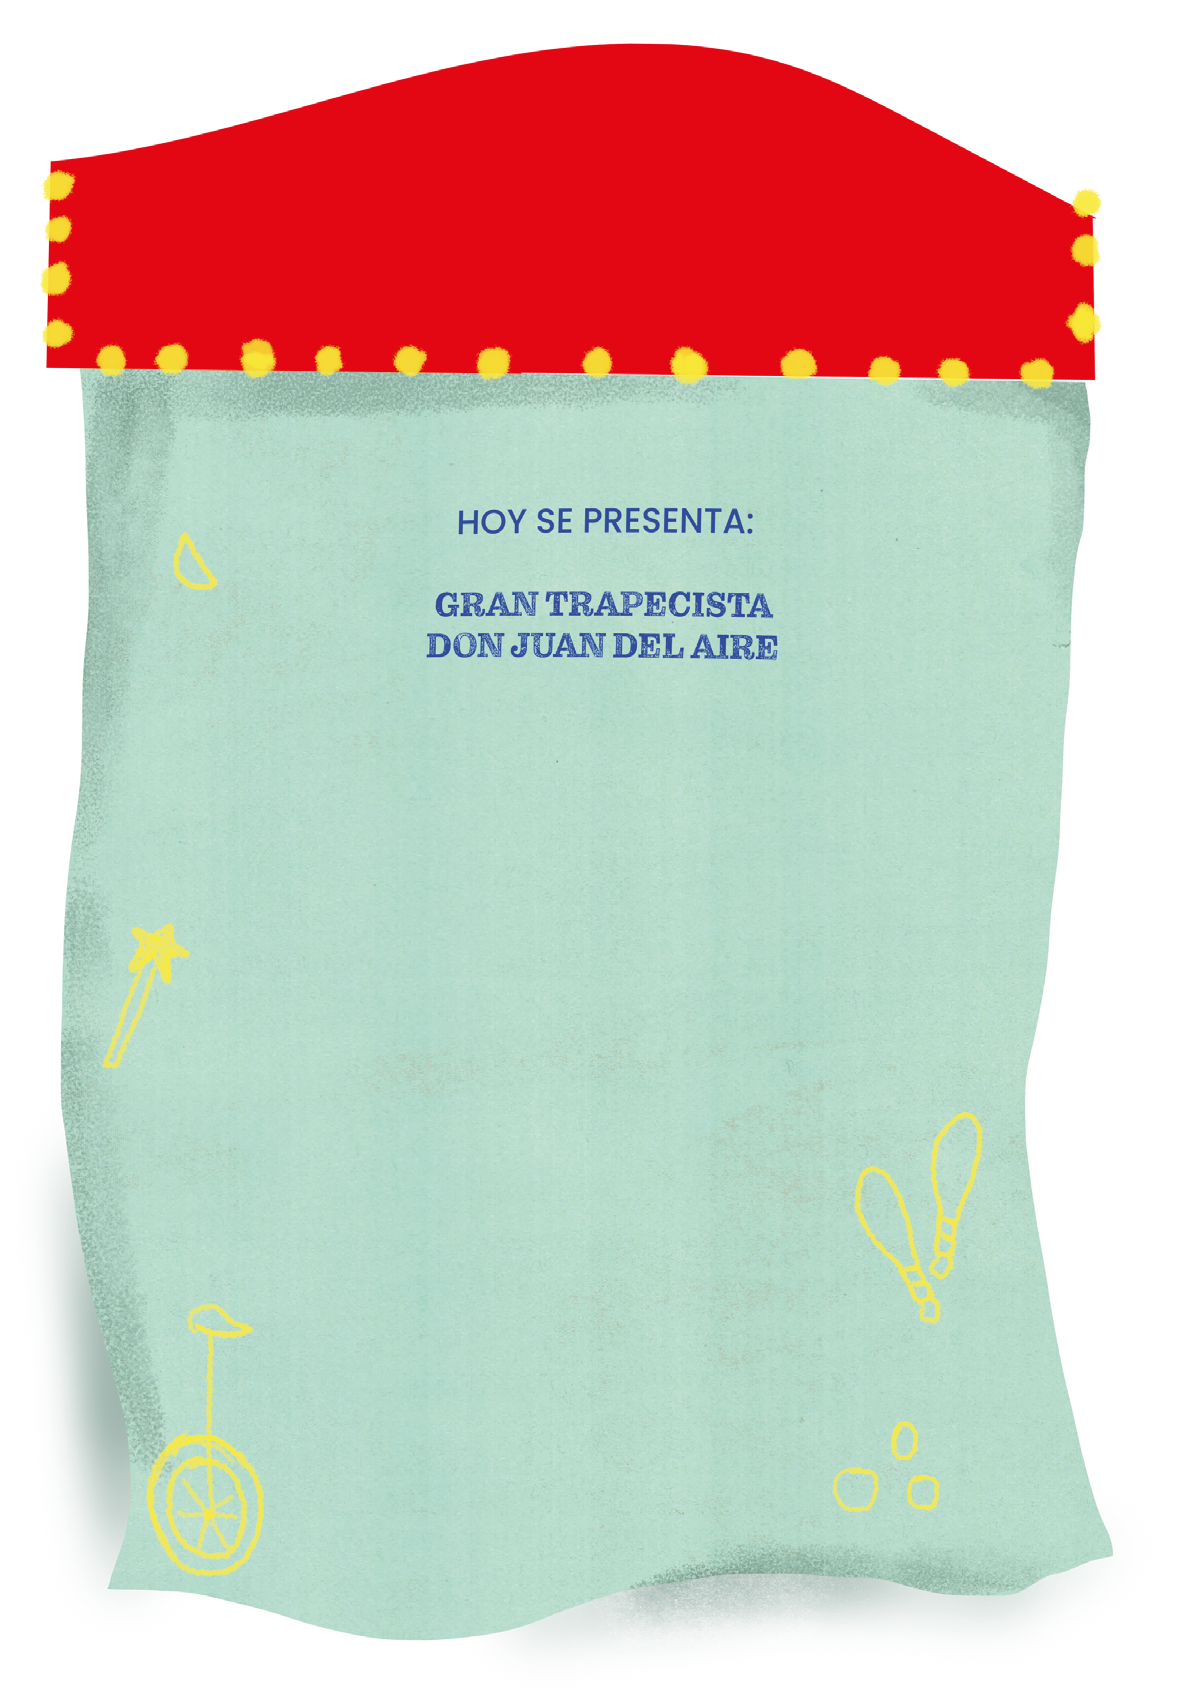 HOY SE PRESENTA:
GRAN TRAPECISTA
DON JUAN DEL AIRE